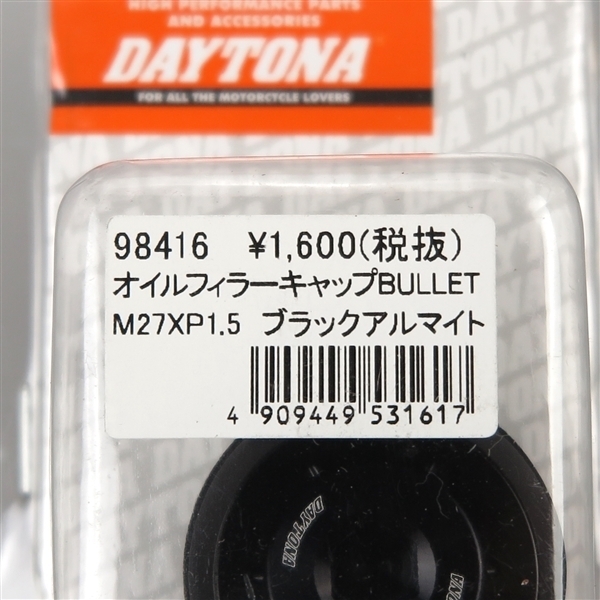 HIGH PERFORMANCE PARTS
AND ACCESSORIES
DAYTONA
FOR ALL THE MOTORCTCLE LOVERS
98416 ¥1,600(税抜)
オイルフィラーキャップBULLET
M27XP1.5 ブラックアルマイト
4 909449 531617
DAYTONA